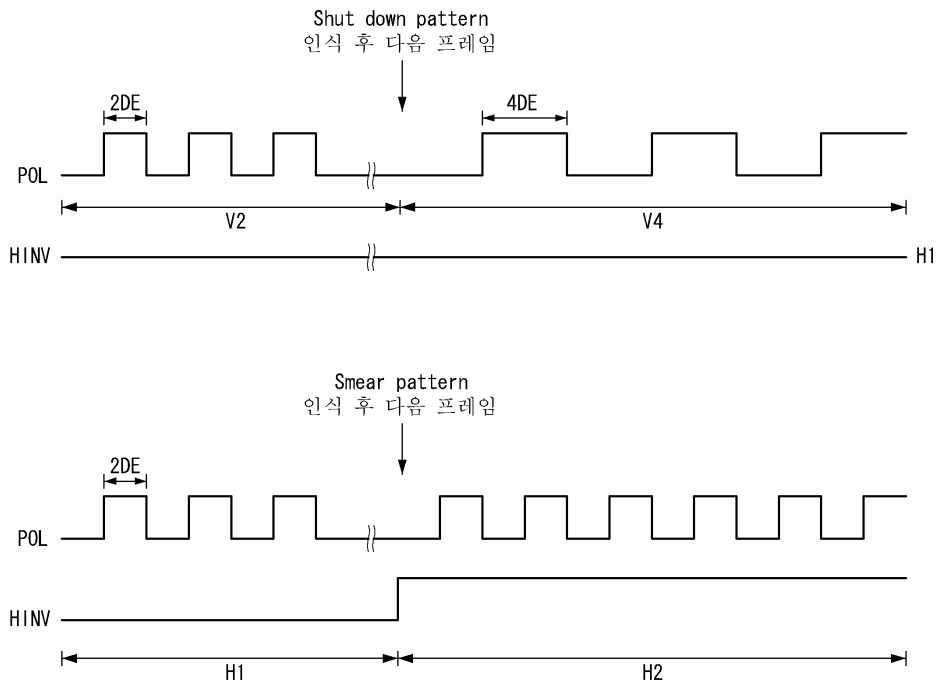 Shut down pattern
인식 후 다음 프레임
2DE
4DE
POL
V2
V4
HINV
H1
Smear pattern
인식 후 다음 프레임
2DE
POL
HINV
H1
H2